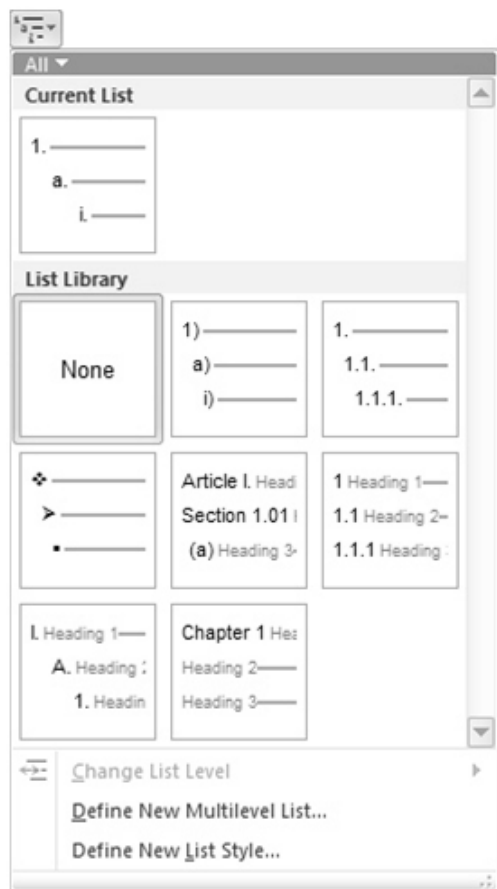 All
Current List
1.
a.
i.
List Library
None
1)
a)
i)
1.
1.1.
1.1.1.
Article I. Headi
Section 1.01
(a) Heading 3
1 Heading 1
1.1 Heading 2
1.1.1 Heading
I. Heading 1
A. Heading
1. Headin
Chapter 1 Hea
Heading 2
Heading 3
Change List Level
Define New Multilevel List...
Define New List Style...